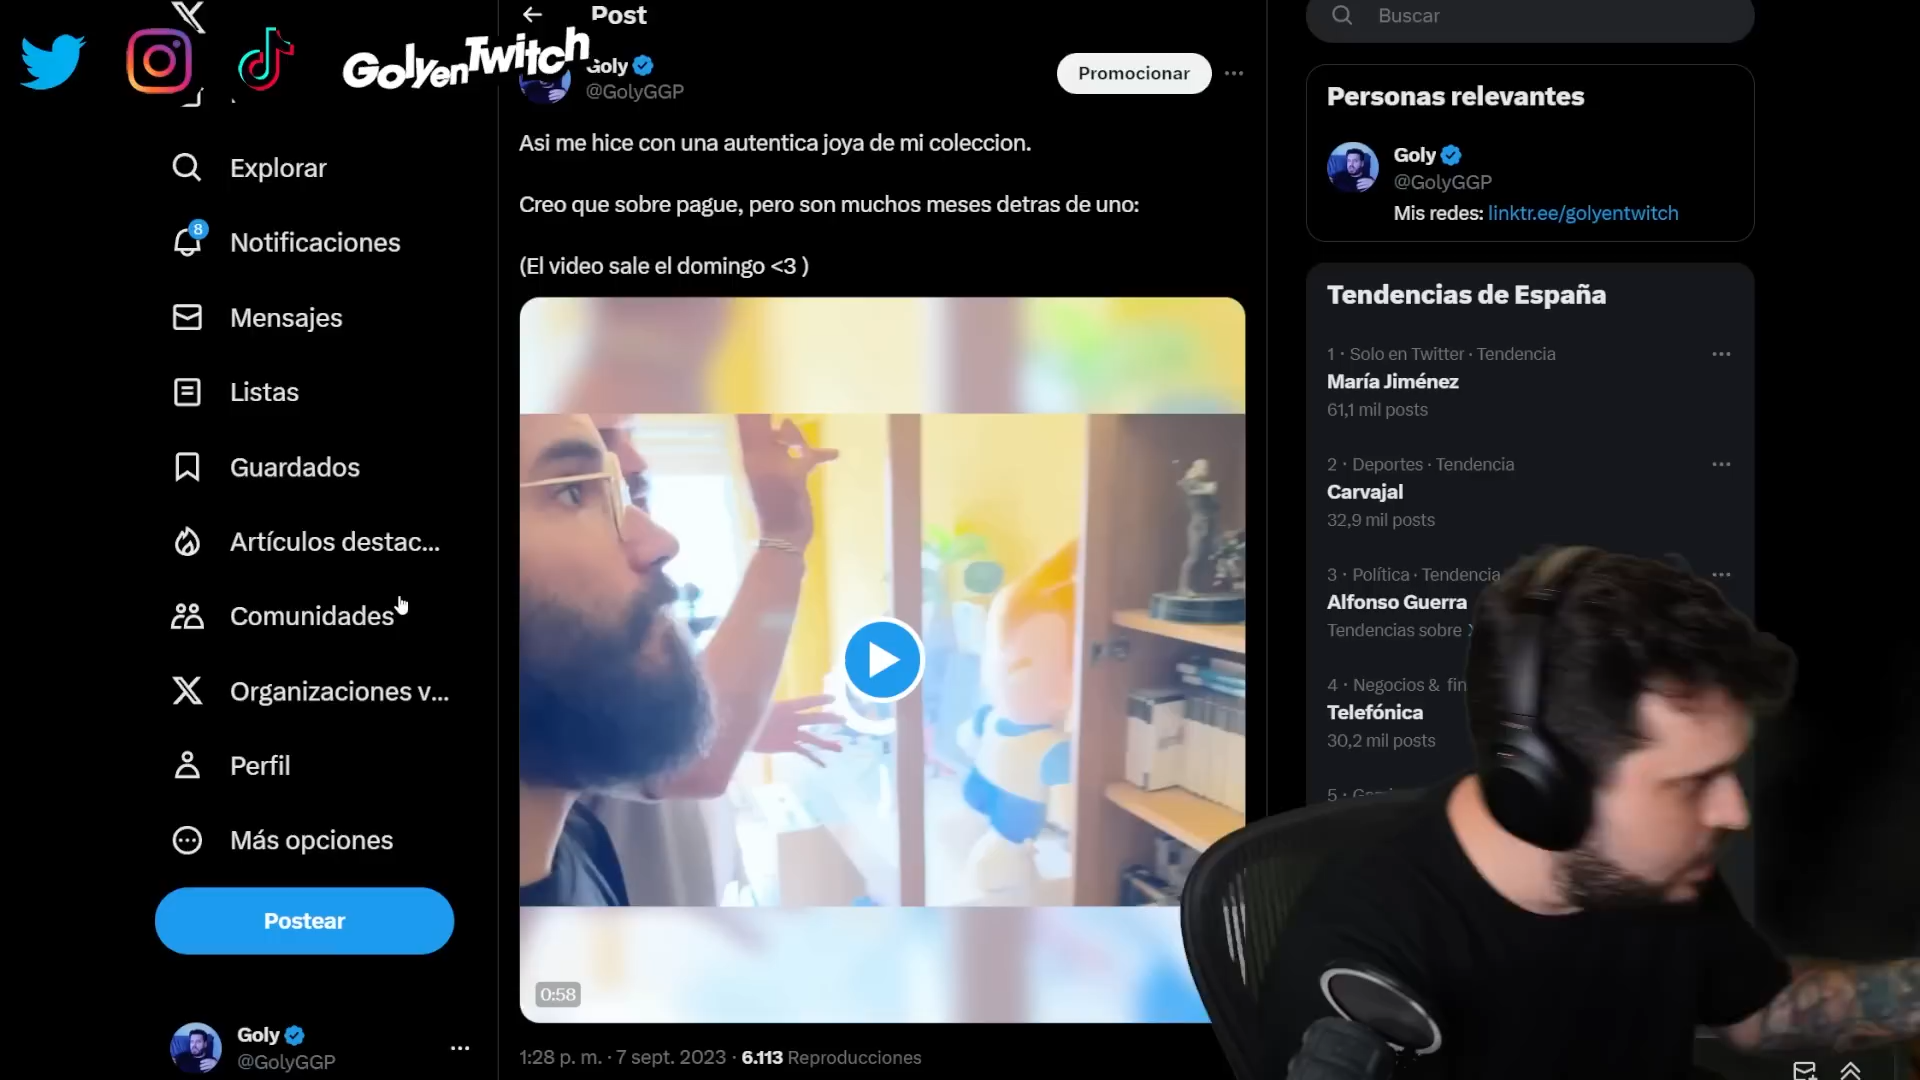 GolyenTwitch
Explorar
8
Notificaciones
Mensajes
Listas
Guardados
Artículos destac...
Comunidades
Organizaciones v...
Perfil
Más opciones
Postear
Goly
@GolyGGP
Post
Goly
@GolyGGP
Promocionar
Asi me hice con una autentica joya de mi coleccion.
Creo que sobre pague, pero son muchos meses detras de uno:
(El video sale el domingo <3 )
0:58
1:28 p. m. · 7 sept. 2023 · 6.113 Reproducciones
Buscar
Personas relevantes
Goly
@GolyGGP
Mis redes: linktr.ee/golyentwitch
Tendencias de España
1 · Solo en Twitter · Tendencia
María Jiménez
61,1 mil posts
2 · Deportes · Tendencia
Carvajal
32,9 mil posts
3 · Política · Tendencia
Alfonso Guerra
Tendencias sobre
4 · Negocios & fin
Telefónica
30,2 mil posts
5 ·